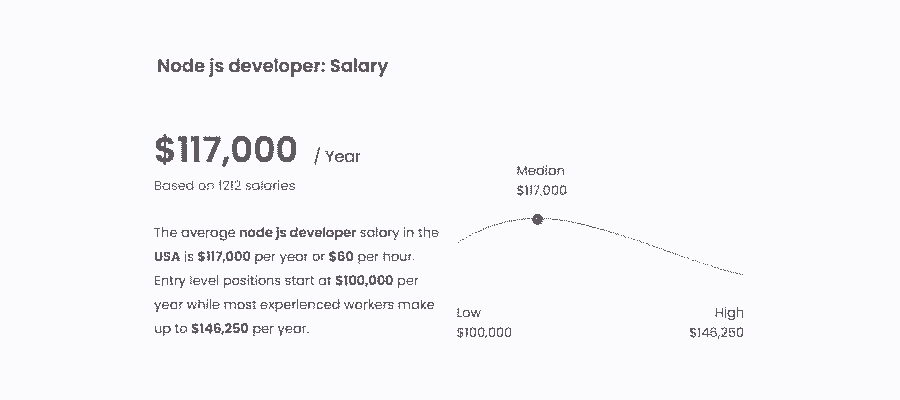 Node js developer: Salary
$117,000 / Year
Based on 1212 salaries
The average node js developer salary in the
USA is $117,000 per year or $60 per hour.
Entry level positions start at $100,000 per
year while most experienced workers make
up to $146,250 per year.
Median
$117,000
Low
$100,000
High
$146,250